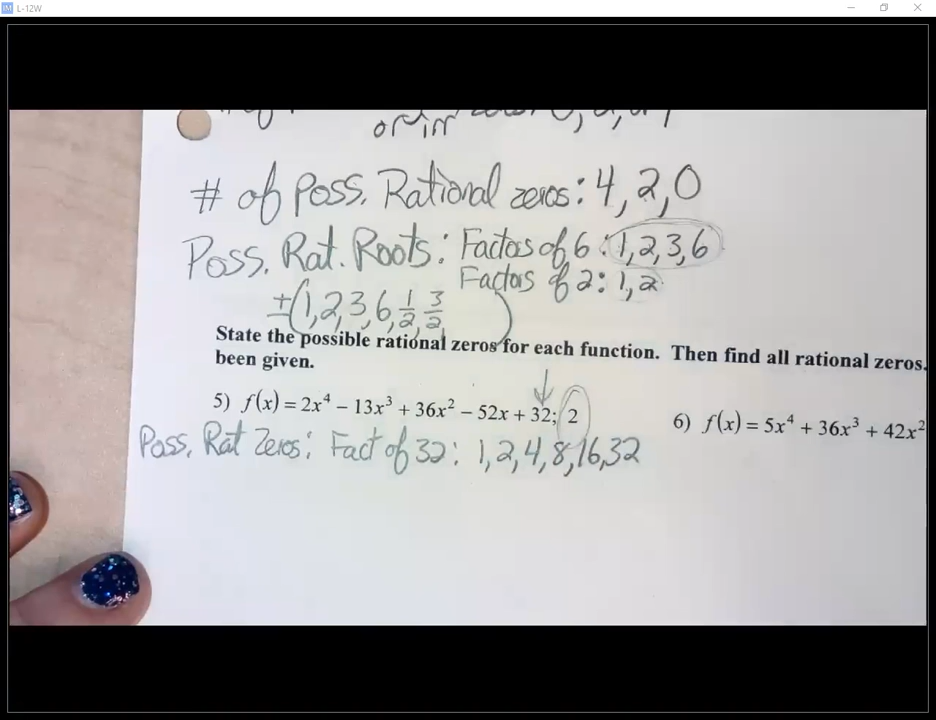 L-12W
or irr
# of Poss. Rational zeros: 4, 2, 0
Poss. Rat. Roots: Factors of 6: 1, 2, 3, 6
Factors of 2: 1, 2
±(1, 2, 3, 6, 1/2, 3/2, )
State the possible rational zeros for each function. Then find all rational zeros.
been given.
5) f(x) = 2x⁴ − 13x³ + 36x² − 52x + 32; 2
6) f(x) = 5x⁴ + 36x³ + 42x²
Poss. Rat Zeros: Fact of 32: 1, 2, 4, 8, 16, 32